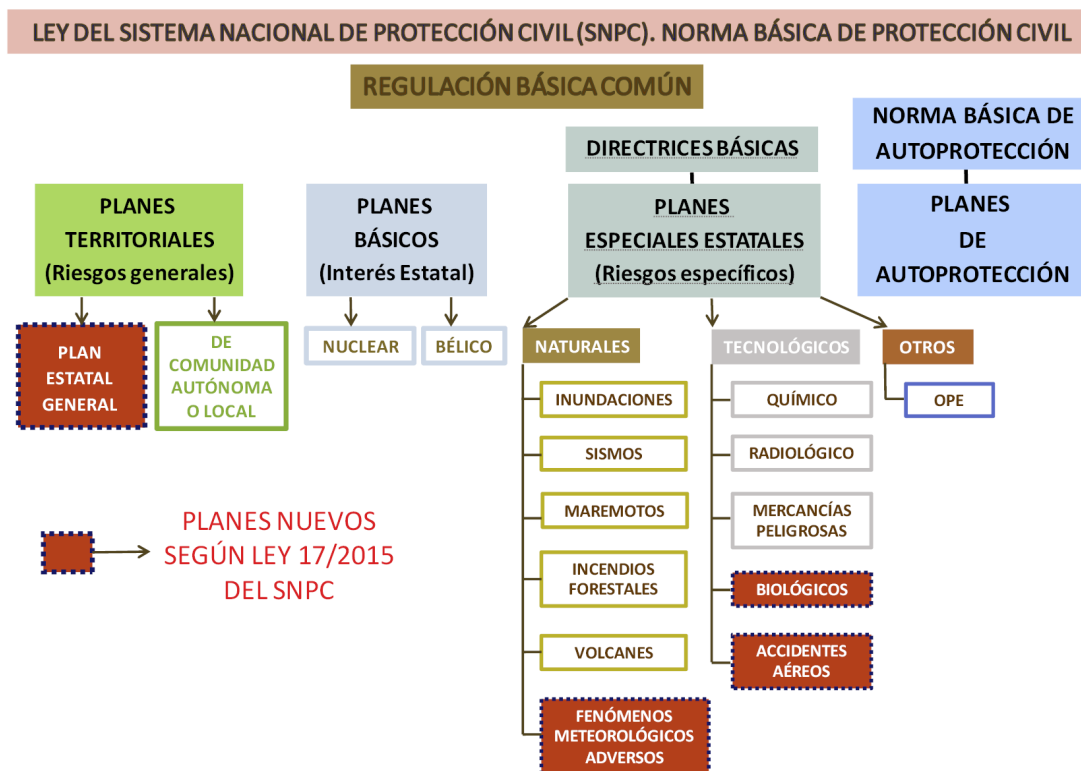 LEY DEL SISTEMA NACIONAL DE PROTECCIÓN CIVIL (SNPC). NORMA BÁSICA DE PROTECCIÓN CIVIL
REGULACIÓN BÁSICA COMÚN
NORMA BÁSICA DE
AUTOPROTECCIÓN
DIRECTRICES BÁSICAS
PLANES
TERRITORIALES
(Riesgos generales)
PLANES
BÁSICOS
(Interés Estatal)
PLANES
ESPECIALES ESTATALES
(Riesgos específicos)
PLANES
DE
AUTOPROTECCIÓN
PLAN
ESTATAL
GENERAL
DE
COMUNIDAD
AUTÓNOMA
O LOCAL
NUCLEAR
BÉLICO
NATURALES
INUNDACIONES
SISMOS
MAREMOTOS
INCENDIOS
FORESTALES
VOLCANES
FENÓMENOS
METEOROLÓGICOS
ADVERSOS
TECNOLÓGICOS
QUÍMICO
RADIOLÓGICO
MERCANCÍAS
PELIGROSAS
BIOLÓGICOS
ACCIDENTES
AÉREOS
OTROS
OPE
PLANES NUEVOS
SEGÚN LEY 17/2015
DEL SNPC